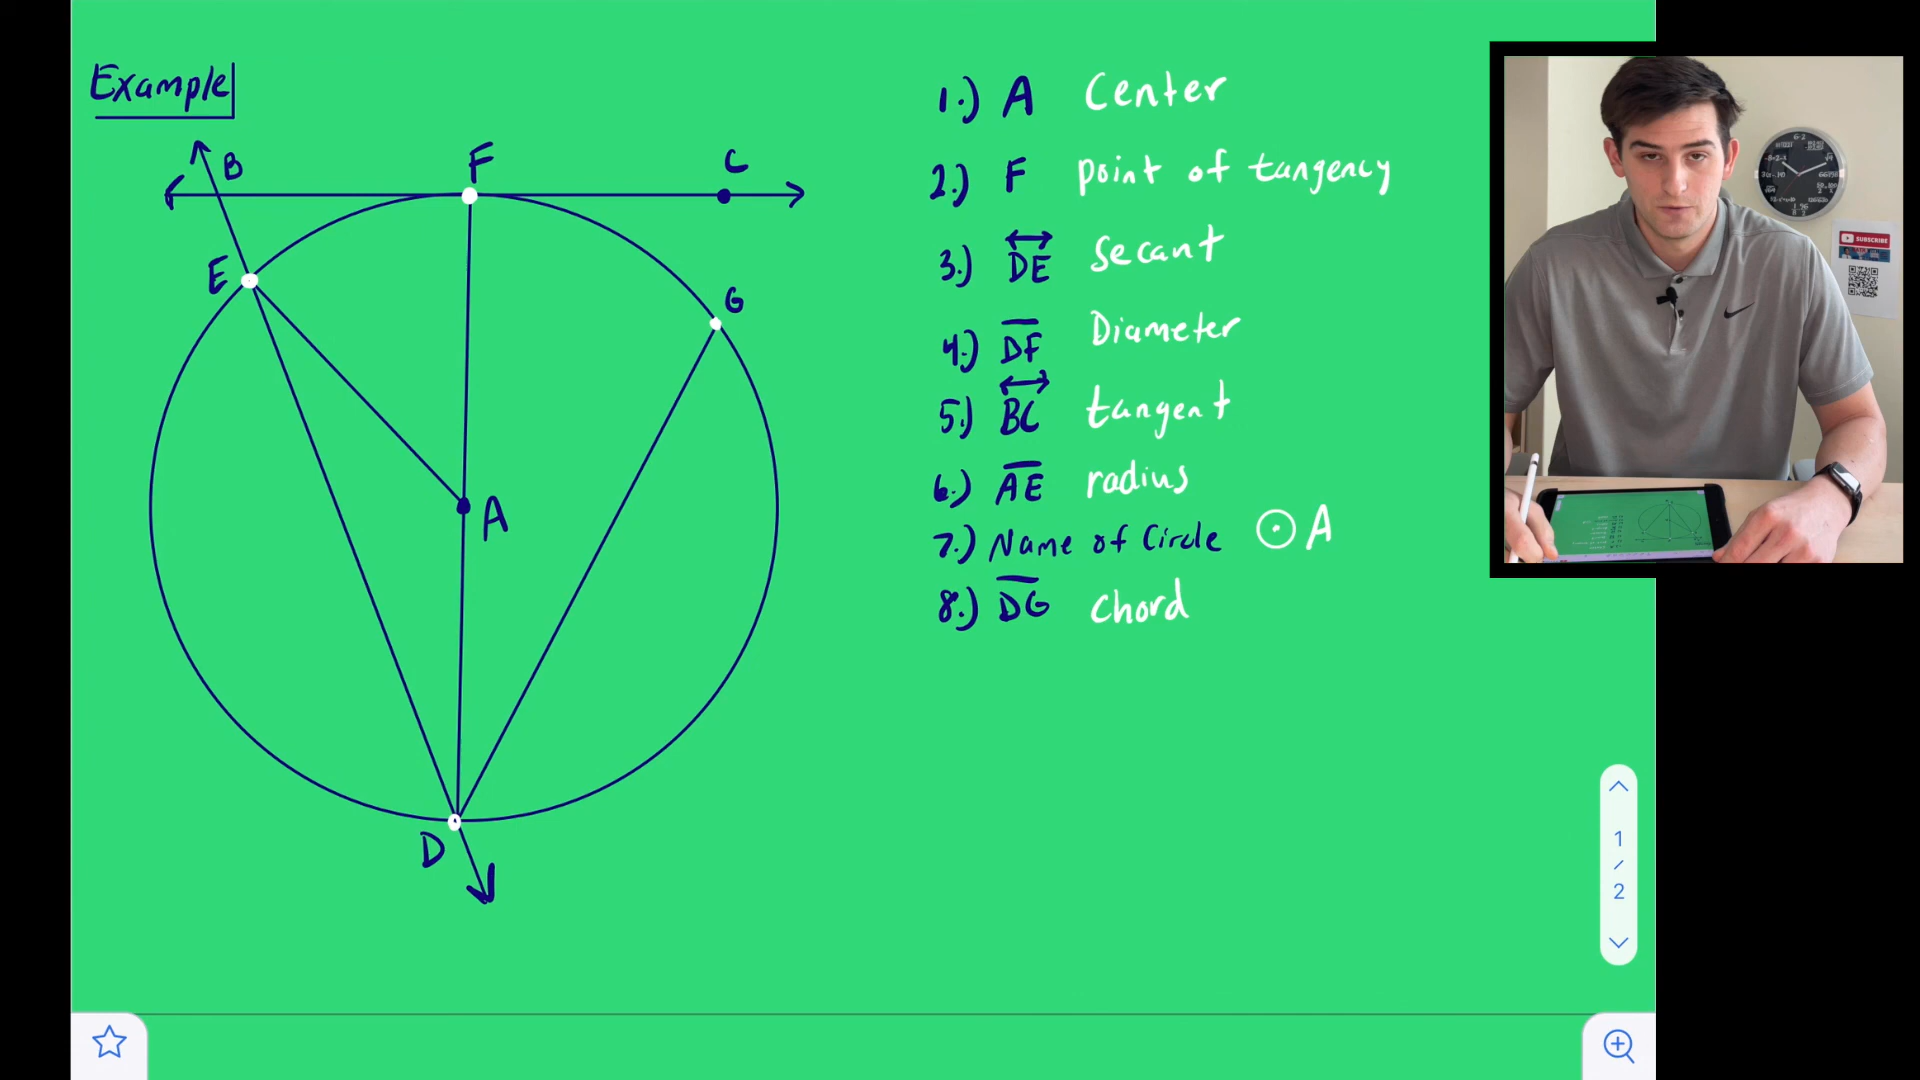 Example
B
F
C
E
G
A
D
1.) A Center
2.) F point of tangency
3.) DE secant
4.) DF Diameter
5.) BC tangent
6.) AE radius
7.) Name of Circle ⊙ A
8.) DG chord
SUBSCRIBE
1
/
2